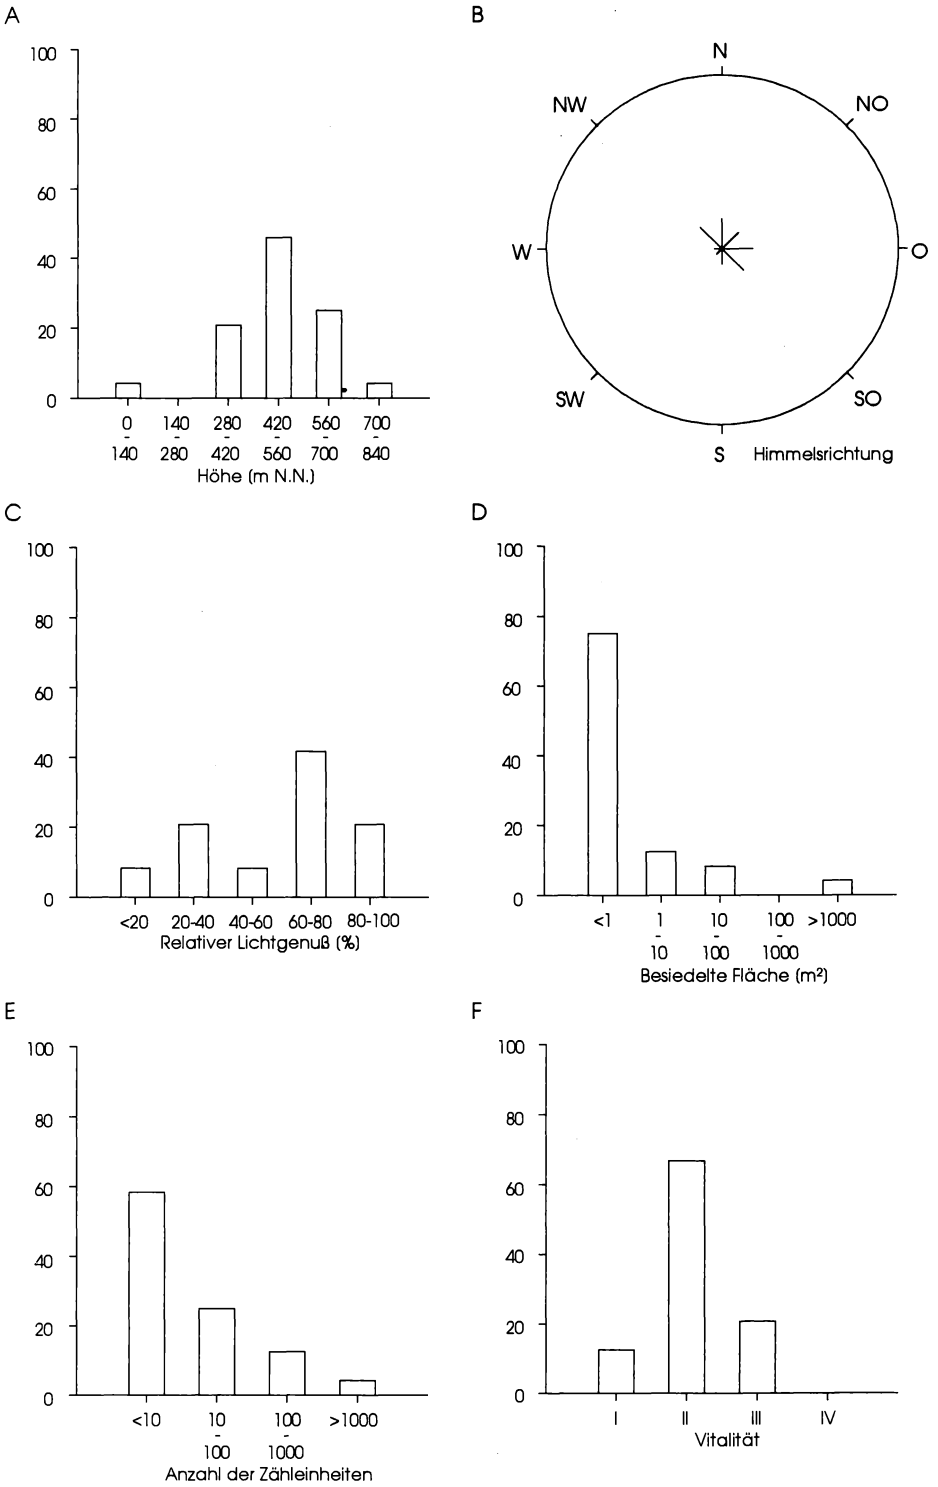 A
100
80
60
40
20
0
0 140 280 420 560 700
- - - - - -
140 280 420 560 700 840
Höhe (m N.N.)
B
N
NW NO
W O
SW SO
S Himmelsrichtung
C
100
80
60
40
20
0
<20 20-40 40-60 60-80 80-100
Relativer Lichtgenuß (%)
D
100
80
60
40
20
0
<1 1 10 100 >1000
- - -
10 100 1000
Besiedelte Fläche (m²)
E
100
80
60
40
20
0
<10 10 100 >1000
- -
100 1000
Anzahl der Zähleinheiten
F
100
80
60
40
20
0
I II III IV
Vitalität